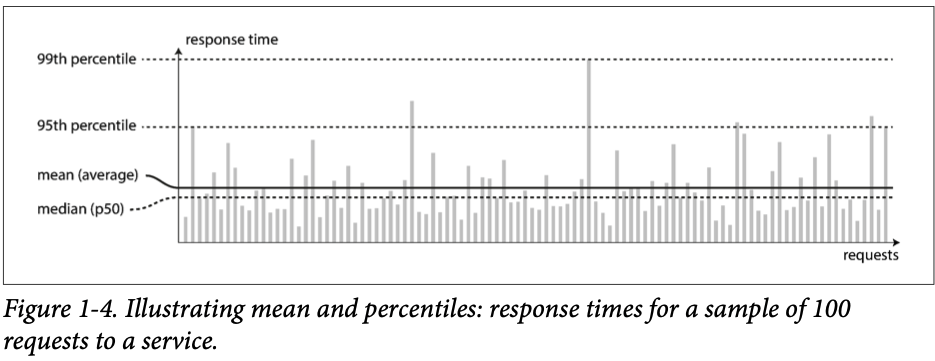 response time
99th percentile
95th percentile
mean (average)
median (p50)
requests
Figure 1-4. Illustrating mean and percentiles: response times for a sample of 100
requests to a service.